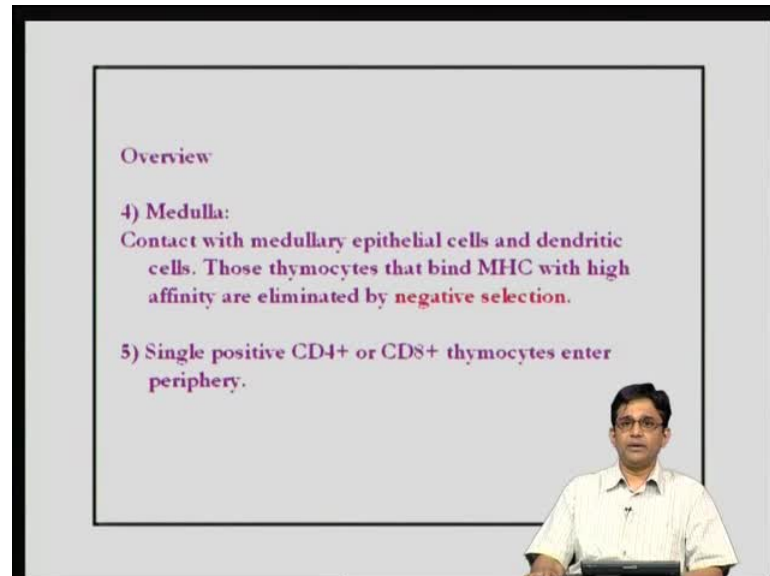 Overview
4) Medulla:
Contact with medullary epithelial cells and dendritic
cells. Those thymocytes that bind MHC with high
affinity are eliminated by negative selection.
5) Single positive CD4+ or CD8+ thymocytes enter
periphery.